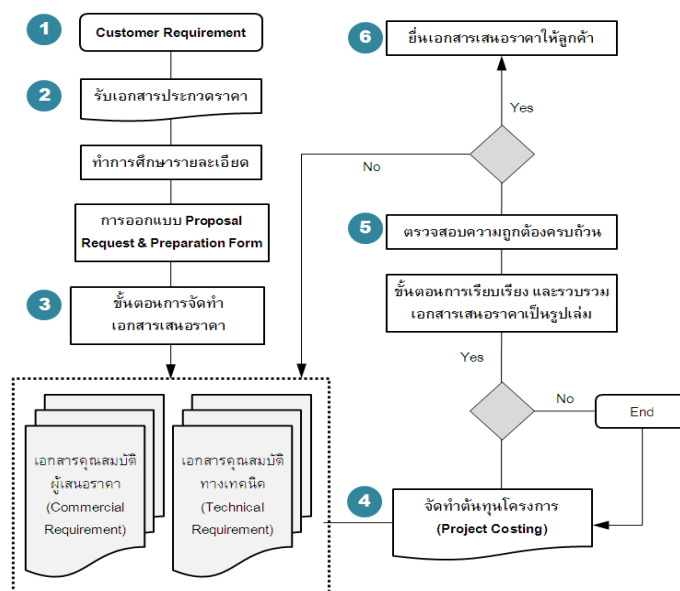 1
Customer Requirement
2
รับเอกสารประกวดราคา
ทำการศึกษารายละเอียด
การออกแบบ Proposal
Request & Preparation Form
3
ขั้นตอนการจัดทำ
เอกสารเสนอราคา
เอกสารคุณสมบัติ
ผู้เสนอราคา
(Commercial
Requirement)
เอกสารคุณสมบัติ
ทางเทคนิค
(Technical
Requirement)
4
จัดทำต้นทุนโครงการ
(Project Costing)
End
No
Yes
ขั้นตอนการเรียบเรียง และรวบรวม
เอกสารเสนอราคาเป็นรูปเล่ม
5
ตรวจสอบความถูกต้องครบถ้วน
No
Yes
6
ยื่นเอกสารเสนอราคาให้ลูกค้า